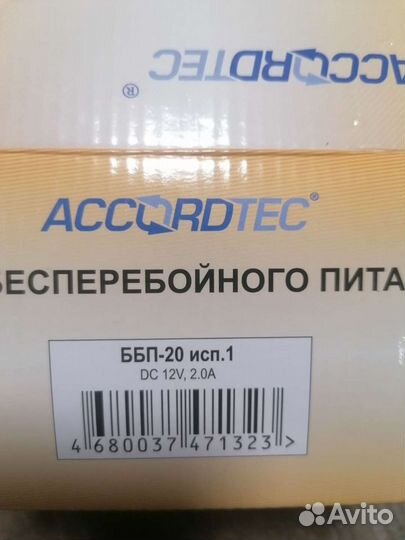 ACCORDTEC®
ACCORDTEC®
БЕСПЕРЕБОЙНОГО ПИТА
ББП-20 исп.1
DC 12V, 2.0A
4 680037 471323 >
Avito